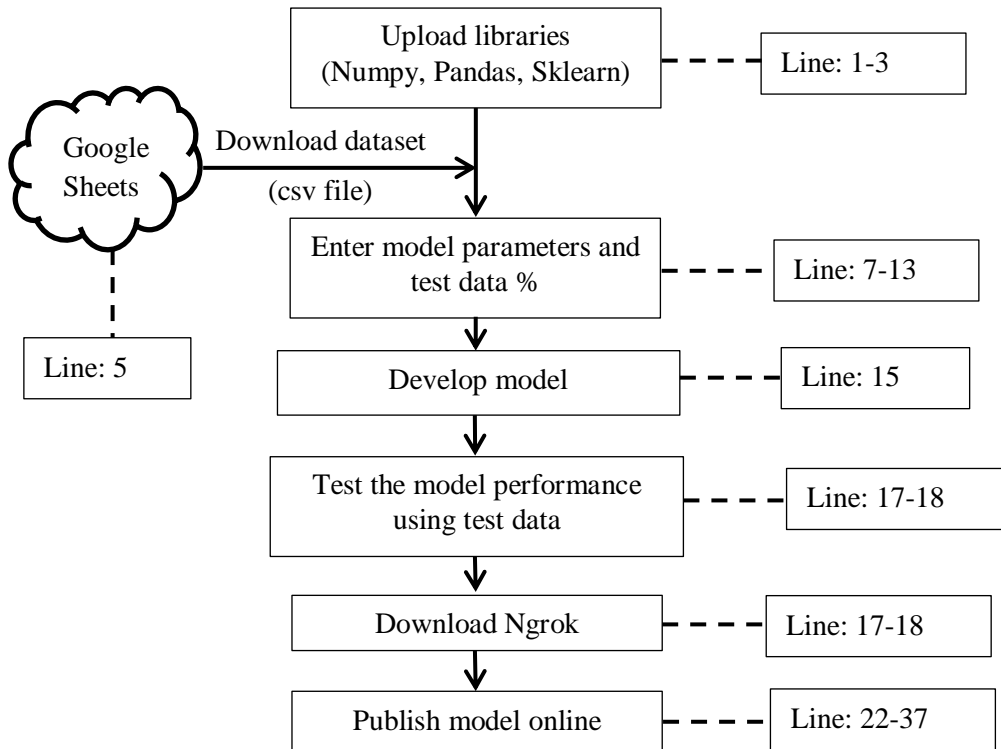 Upload libraries
(Numpy, Pandas, Sklearn)
Line: 1-3
Google
Sheets
Download dataset
(csv file)
Enter model parameters and
test data %
Line: 7-13
Line: 5
Develop model
Line: 15
Test the model performance
using test data
Line: 17-18
Download Ngrok
Line: 17-18
Publish model online
Line: 22-37